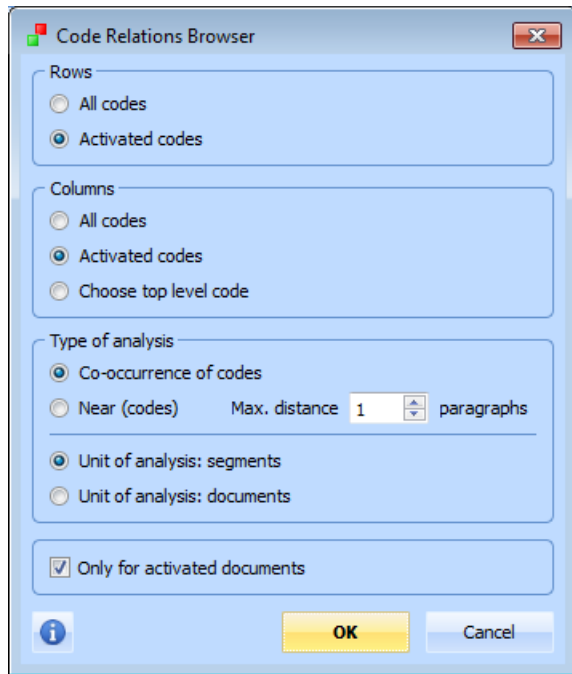 Code Relations Browser
Rows
All codes
Activated codes
Columns
All codes
Activated codes
Choose top level code
Type of analysis
Co-occurrence of codes
Near (codes) Max. distance 1 paragraphs
Unit of analysis: segments
Unit of analysis: documents
Only for activated documents
OK Cancel